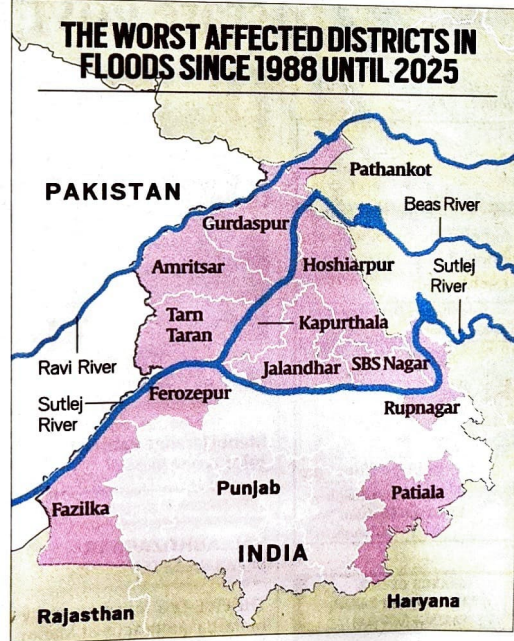 THE WORST AFFECTED DISTRICTS IN
FLOODS SINCE 1988 UNTIL 2025
Pathankot
PAKISTAN
Beas River
Gurdaspur
Amritsar
Hoshiarpur
Sutlej
River
Tarn
Taran
Kapurthala
Ravi River
Jalandhar
SBS Nagar
Sutlej
River
Ferozepur
Rupnagar
Fazilka
Punjab
Patiala
INDIA
Rajasthan
Haryana